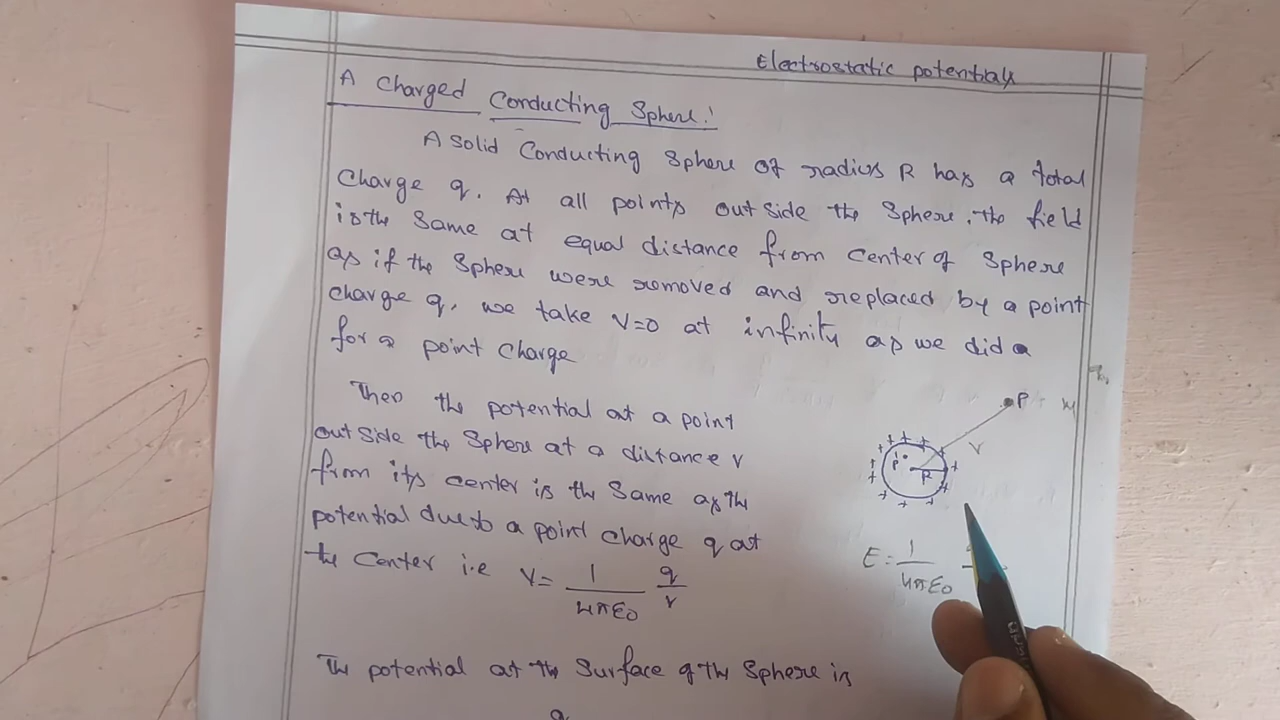 Electrostatic potentials
A Charged Conducting Sphere:
A Solid Conducting Sphere of radius R has a total
Charge q. At all points outside the Sphere, the field
is the same at equal distance from center of Sphere
as if the Sphere were removed and replaced by a point
charge q. we take V=0 at infinity as we did a
for a point charge
Then the potential at a point
outside the Sphere at a distance r
from its center is the same as the
potential due to a point charge q at
the Center i.e V= 1/4πε0 q/r
P
r
P
R
E= 1/4πε0
The potential at the Surface of the Sphere is
q